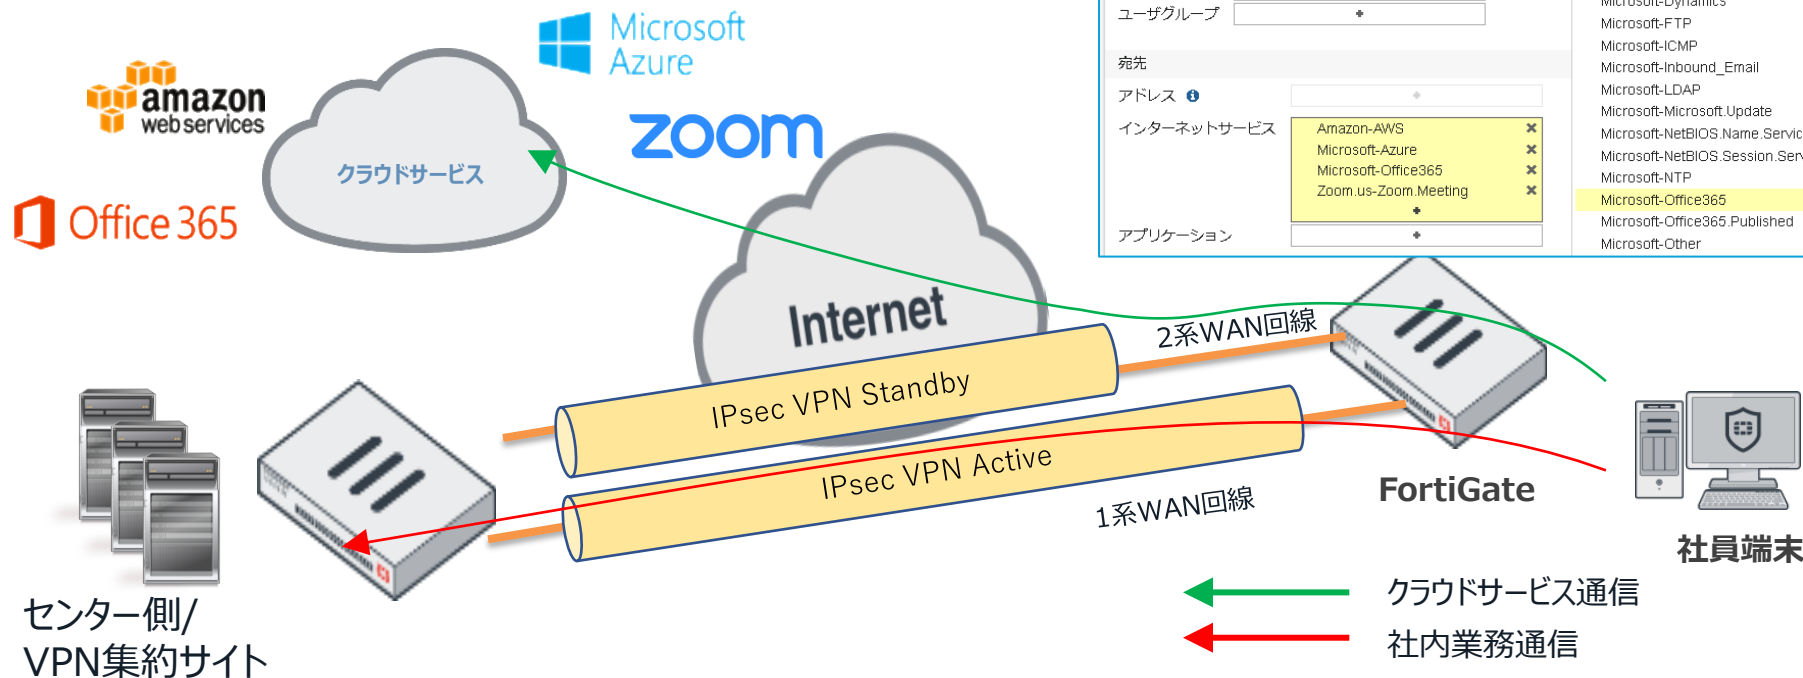 Microsoft
Azure
amazon
web services
zoom
クラウドサービス
Office 365
ユーザグループ
+
宛先
アドレス
+
インターネットサービス
Amazon-AWS
Microsoft-Azure
Microsoft-Office365
Zoom.us-Zoom.Meeting
+
アプリケーション
+
Microsoft-Dynamics
Microsoft-FTP
Microsoft-ICMP
Microsoft-Inbound_Email
Microsoft-LDAP
Microsoft-Microsoft.Update
Microsoft-NetBIOS.Name.Servic
Microsoft-NetBIOS.Session.Ser
Microsoft-NTP
Microsoft-Office365
Microsoft-Office365.Published
Microsoft-Other
Internet
2系WAN回線
IPsec VPN Standby
IPsec VPN Active
1系WAN回線
FortiGate
社員端末
センター側/
VPN集約サイト
クラウドサービス通信
社内業務通信